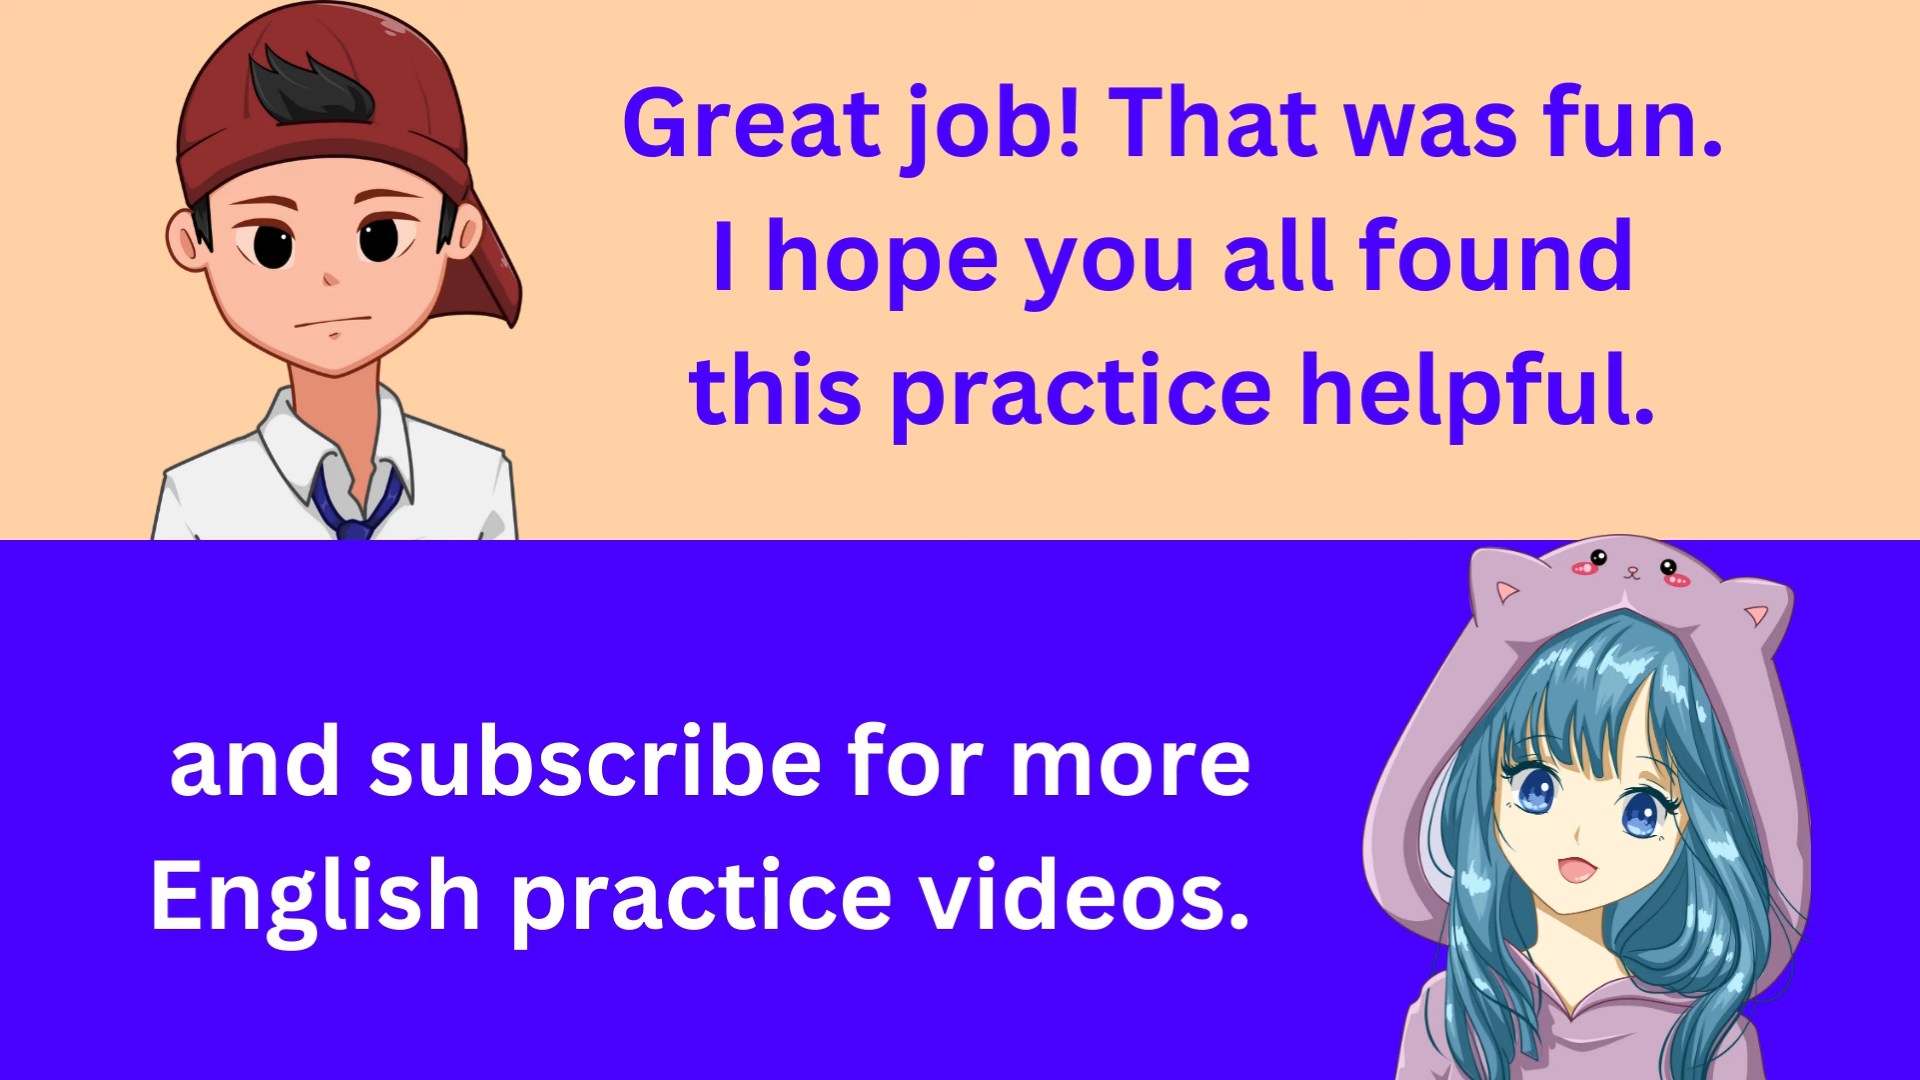 Great job! That was fun.
I hope you all found
this practice helpful.
and subscribe for more
English practice videos.